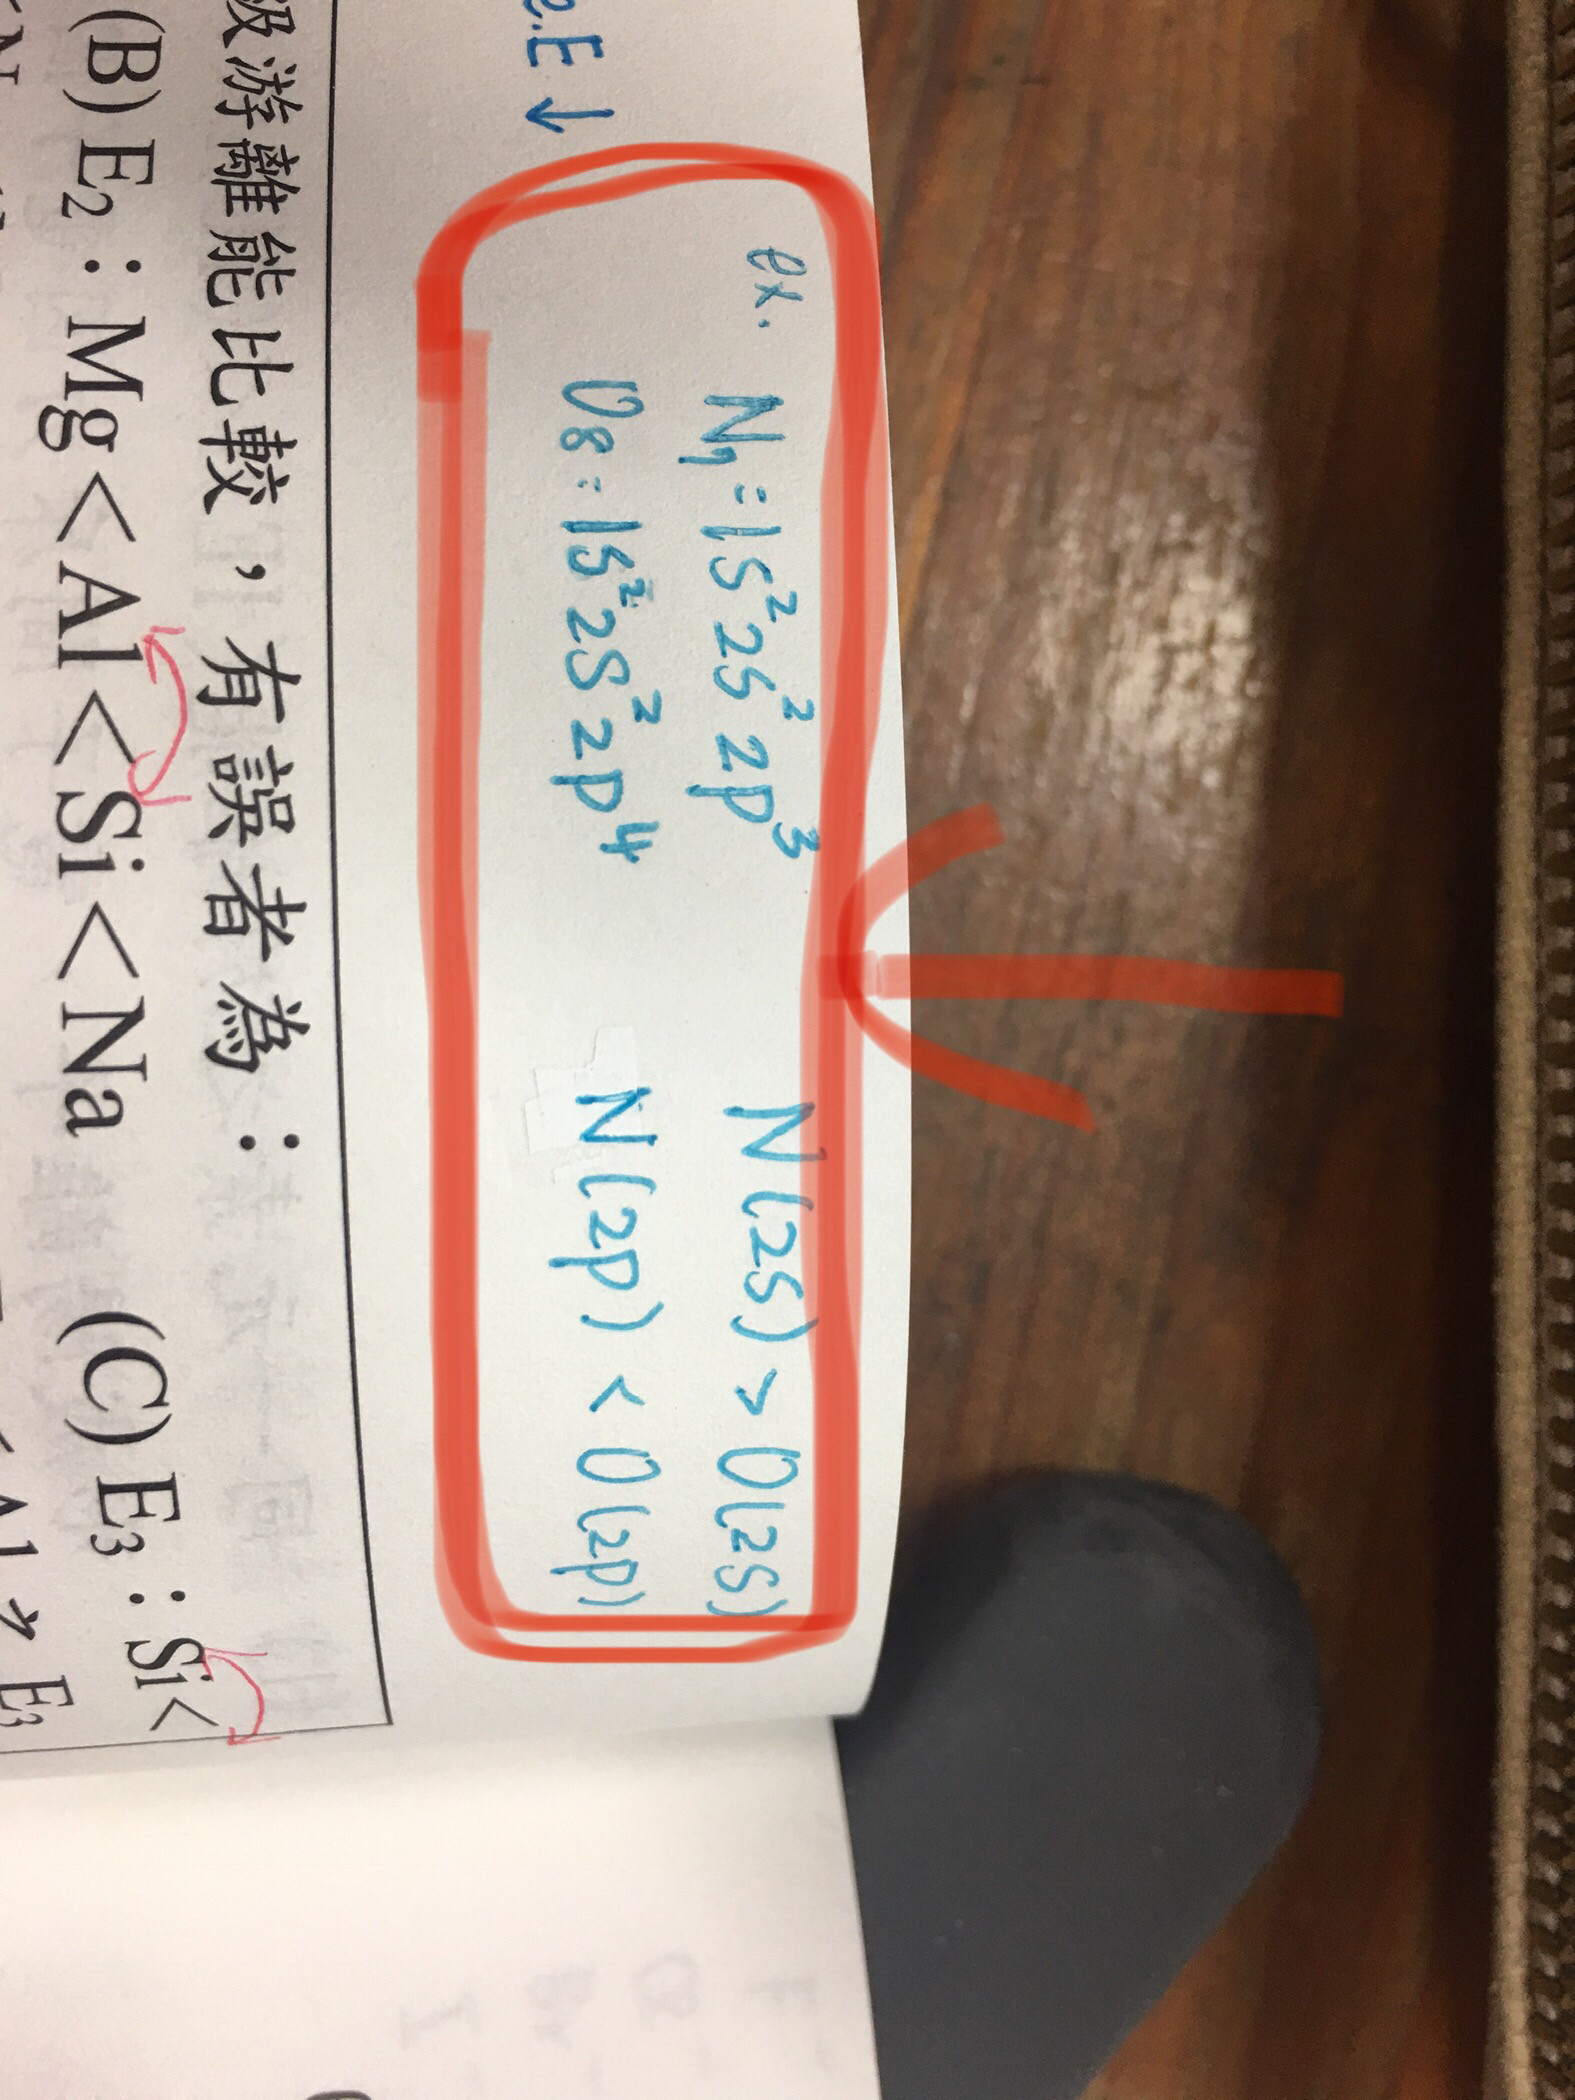 e.E ↓
ex. N₇ = 1s² 2s² 2p³ N(2s) > O(2s)
O₈ = 1s² 2s² 2p⁴ N(2p) < O(2p)
級游離能比較，有誤者為：
(B) E₂：Mg < Al < Si < Na (C) E₃：Si <
E₃